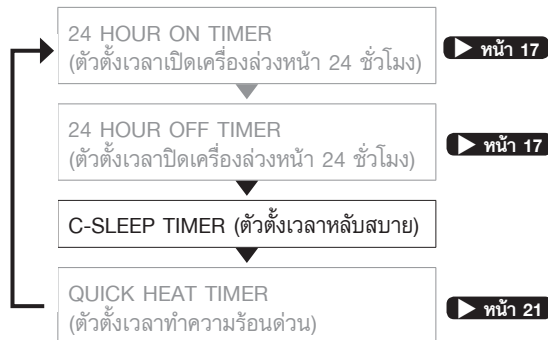 24 HOUR ON TIMER
(ตัวตั้งเวลาเปิดเครื่องล่วงหน้า 24 ชั่วโมง)
▶ หน้า 17
24 HOUR OFF TIMER
(ตัวตั้งเวลาปิดเครื่องล่วงหน้า 24 ชั่วโมง)
▶ หน้า 17
C-SLEEP TIMER (ตัวตั้งเวลาหลับสบาย)
QUICK HEAT TIMER
(ตัวตั้งเวลาทำความร้อนด่วน)
▶ หน้า 21